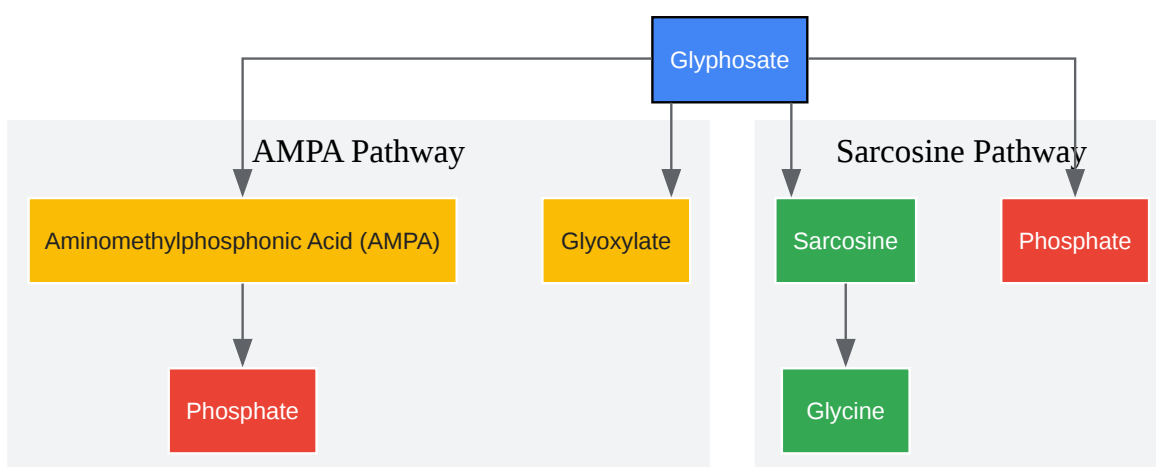 Glyphosate
AMPA Pathway
Sarcosine Pathway
Aminomethylphosphonic Acid (AMPA)
Glyoxylate
Sarcosine
Phosphate
Phosphate
Glycine